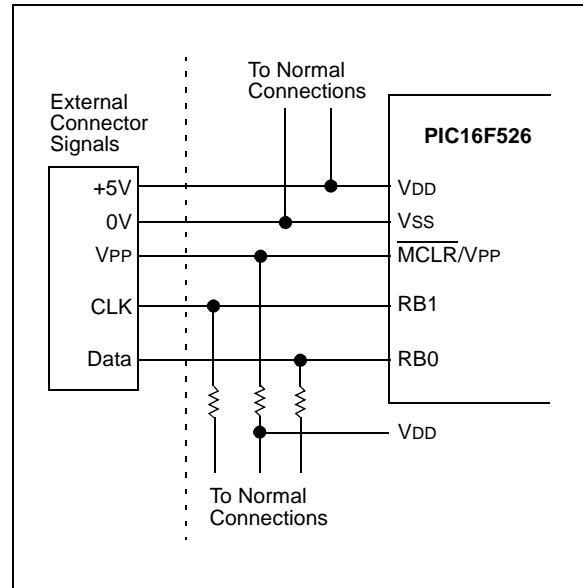 To Normal
Connections
External
Connector
Signals
PIC16F526
+5V
VDD
0V
VSS
VPP
MCLR/VPP
CLK
RB1
Data
RB0
VDD
To Normal
Connections